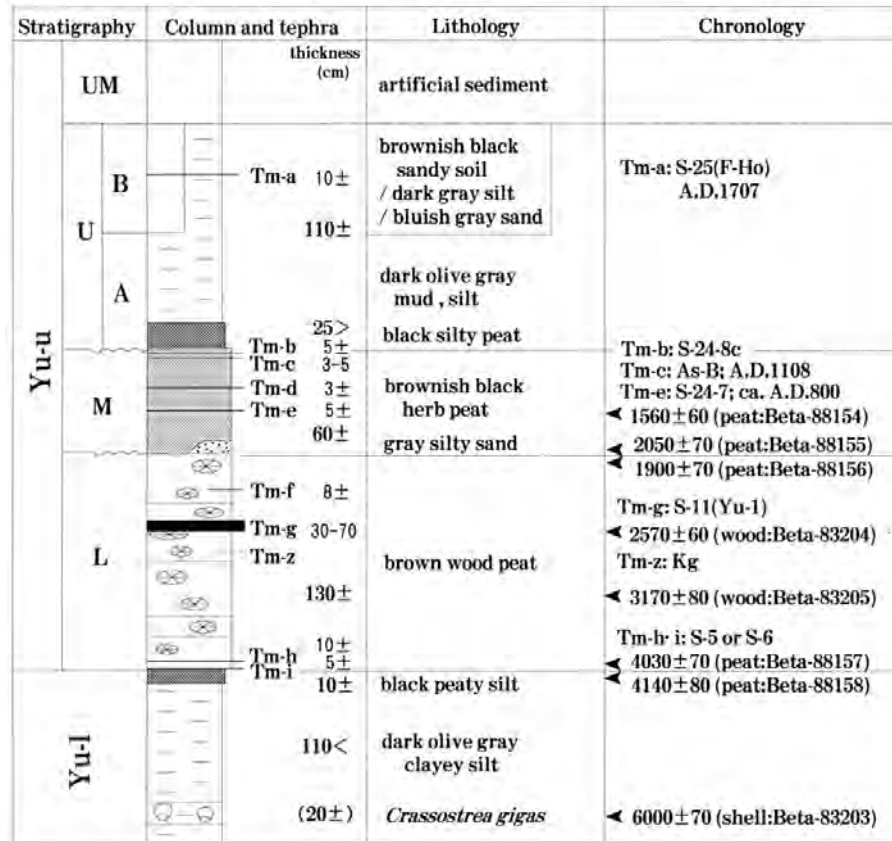 Stratigraphy Column and tephra Lithology Chronology
thickness
(cm)
UM artificial sediment
brownish black
sandy soil
B Tm-a 10± / dark gray silt Tm-a: S-25(F-Ho)
A.D.1707
U 110± / bluish gray sand
A dark olive gray
mud , silt
25> black silty peat
Yu-u
Tm-b 5± Tm-b: S-24-8c
Tm-c 3-5 Tm-c: As-B; A.D.1108
Tm-d 3± brownish black Tm-e: S-24-7; ca. A.D.800
M Tm-e 5± herb peat 1560±60 (peat:Beta-88154)
60± gray silty sand 2050±70 (peat:Beta-88155)
1900±70 (peat:Beta-88156)
Tm-f 8± Tm-g: S-11(Yu-1)
Tm-g 30-70 2570±60 (wood:Beta-83204)
L Tm-z brown wood peat Tm-z: Kg
130± 3170±80 (wood:Beta-83205)
10± Tm-h· i: S-5 or S-6
Tm-h 5± 4030±70 (peat:Beta-88157)
Tm-i
10± black peaty silt 4140±80 (peat:Beta-88158)
Yu-l 110< dark olive gray
clayey silt
(20±) Crassostrea gigas 6000±70 (shell:Beta-83203)